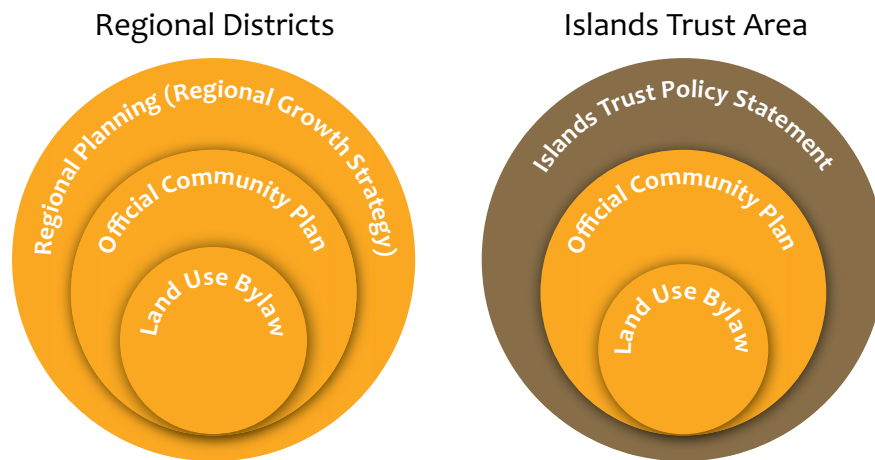 Regional Districts
Regional Planning (Regional Growth Strategy)
Official Community Plan
Land Use Bylaw
Islands Trust Area
Islands Trust Policy Statement
Official Community Plan
Land Use Bylaw